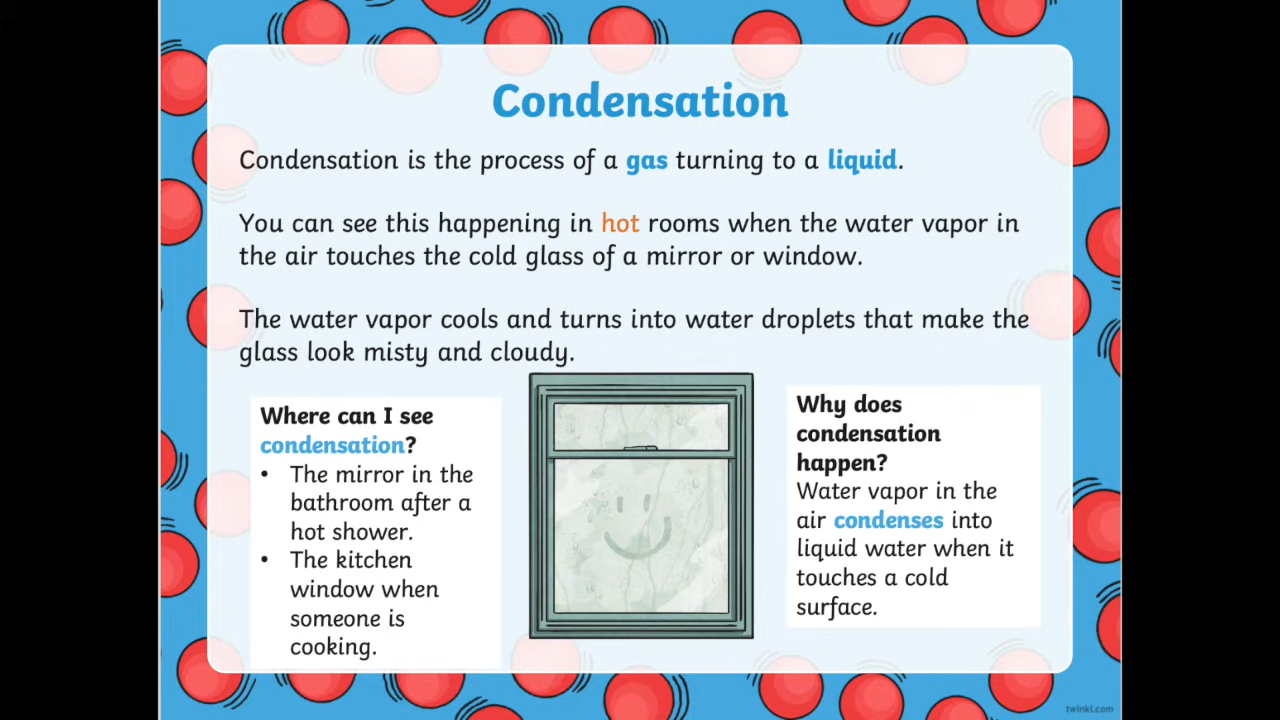 Condensation
Condensation is the process of a gas turning to a liquid.
You can see this happening in hot rooms when the water vapor in
the air touches the cold glass of a mirror or window.
The water vapor cools and turns into water droplets that make the
glass look misty and cloudy.
Where can I see
condensation?
• The mirror in the
bathroom after a
hot shower.
• The kitchen
window when
someone is
cooking.
Why does
condensation
happen?
Water vapor in the
air condenses into
liquid water when it
touches a cold
surface.
twinkl.com